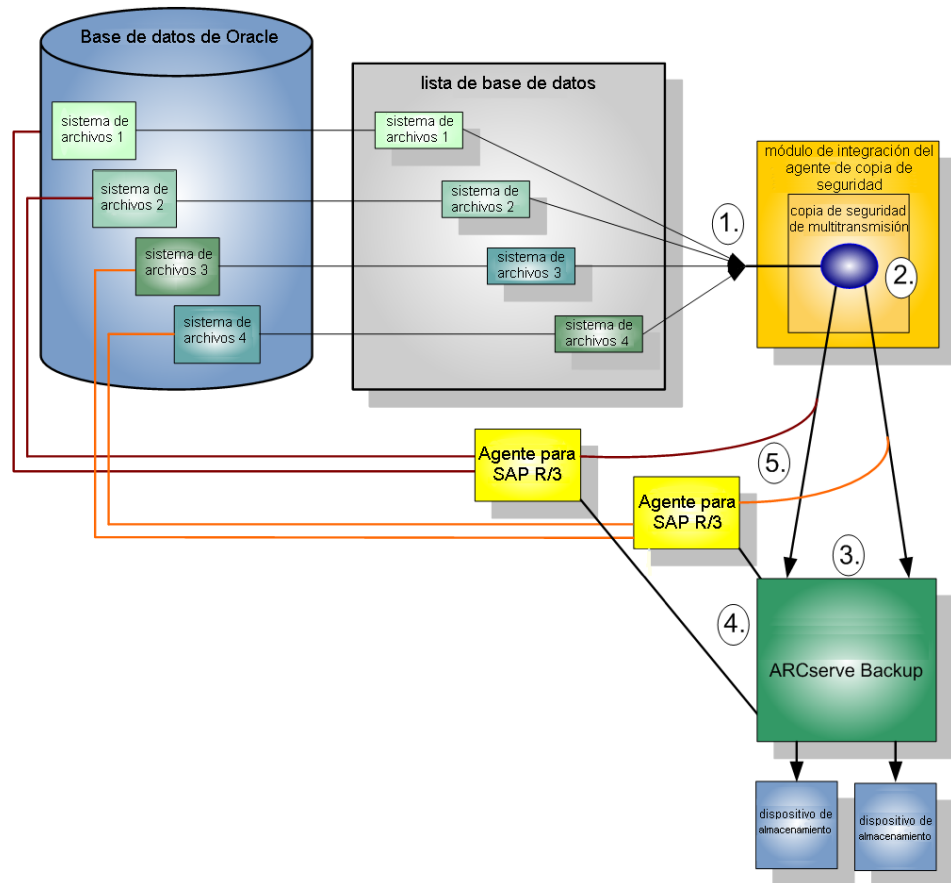 Base de datos de Oracle
sistema de
archivos 1
sistema de
archivos 2
sistema de
archivos 3
sistema de
archivos 4
lista de base de datos
sistema de
archivos 1
sistema de
archivos 2
sistema de
archivos 3
sistema de
archivos 4
1.
módulo de integración del
agente de copia de
seguridad
copia de seguridad
de multitransmisión
2.
Agente para
SAP R/3
5.
Agente para
SAP R/3
3.
4.
ARCserve Backup
dispositivo de
almacenamiento
dispositivo de
almacenamiento